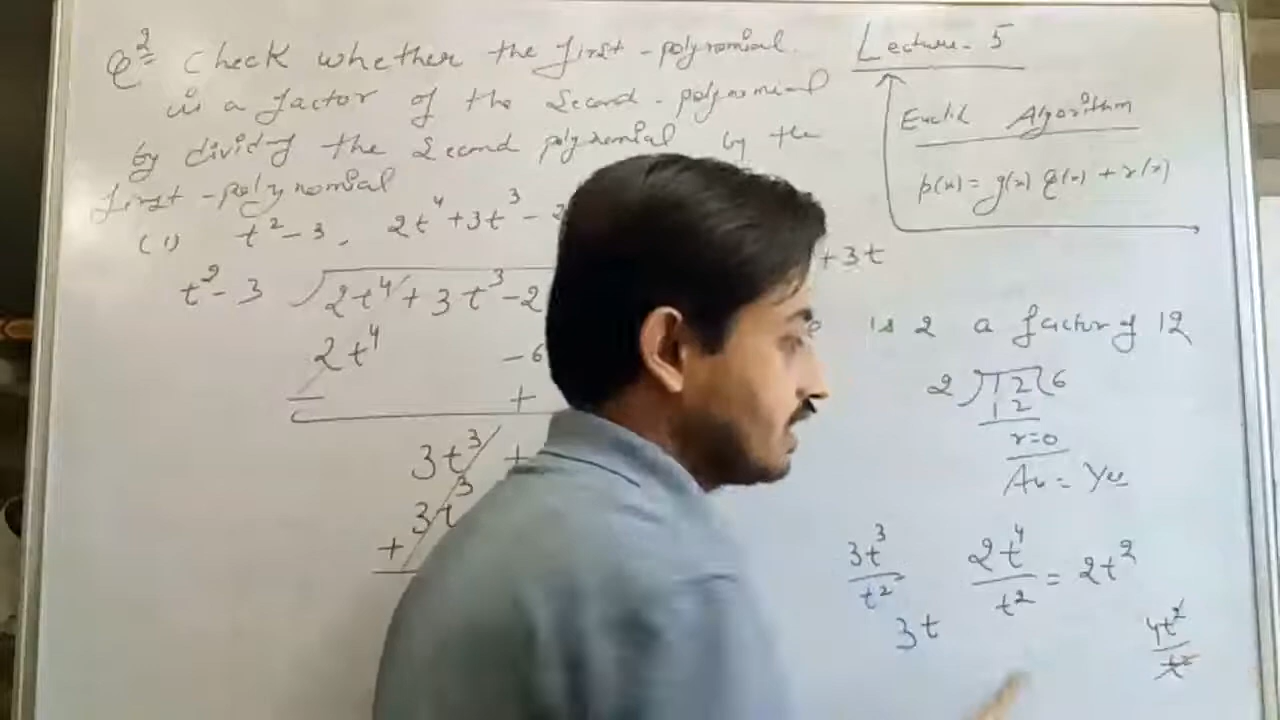 Q2 Check whether the first-polynomial
is a factor of the Second-polynomial
by dividing the Second polynomial by the
first-polynomial
(1) t² - 3, 2t⁴ + 3t³ - 2
t² - 3 ) 2t⁴ + 3t³ - 2
2t⁴ - 6
- +
3t³ +
3t³
+
Lecture - 5
Euclid Algorithm
p(x) = g(x) q(x) + r(x)
+ 3t
is 2 a factor of 12
2 ) 12 ( 6
12
r=0
An = Yes
3t³/t² 2t⁴/t² = 2t²
3t
4t²/t²